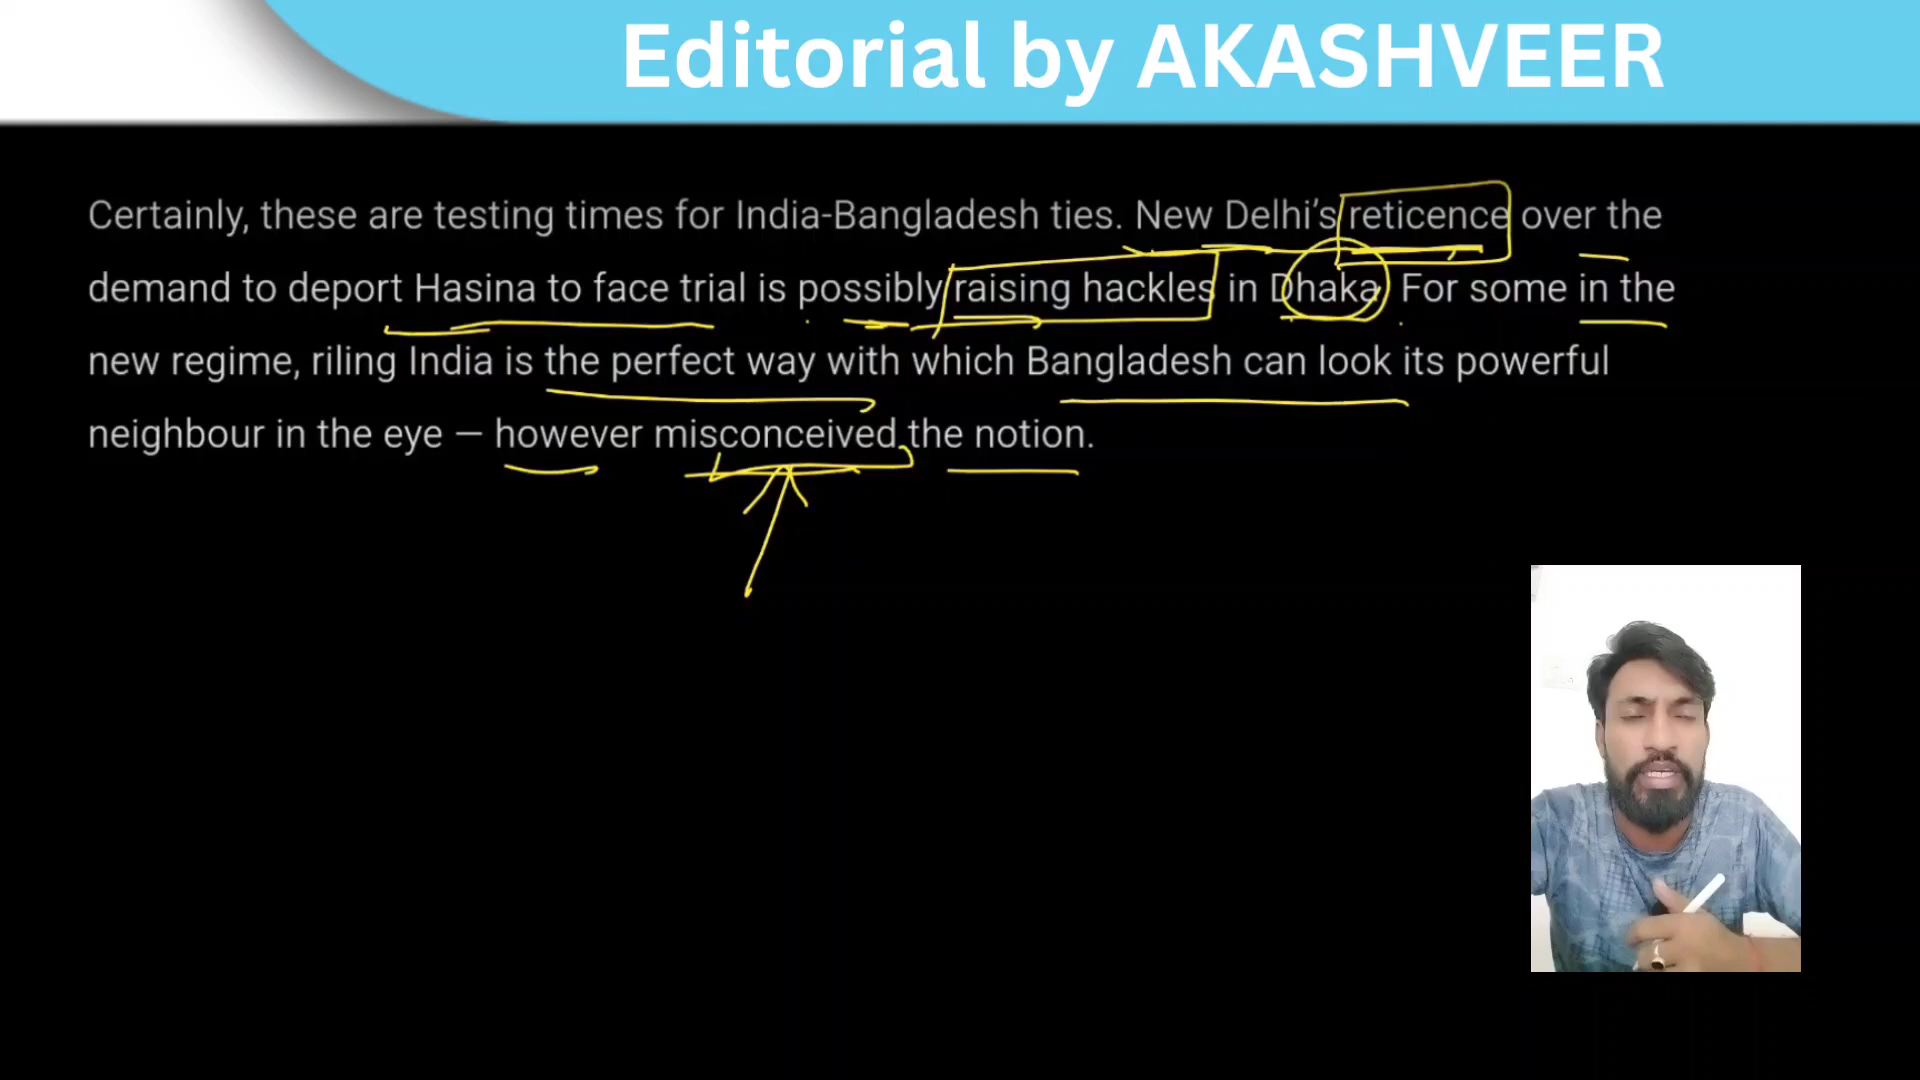 Editorial by AKASHVEER
Certainly, these are testing times for India-Bangladesh ties. New Delhi’s reticence over the
demand to deport Hasina to face trial is possibly raising hackles in Dhaka. For some in the
new regime, riling India is the perfect way with which Bangladesh can look its powerful
neighbour in the eye — however misconceived the notion.